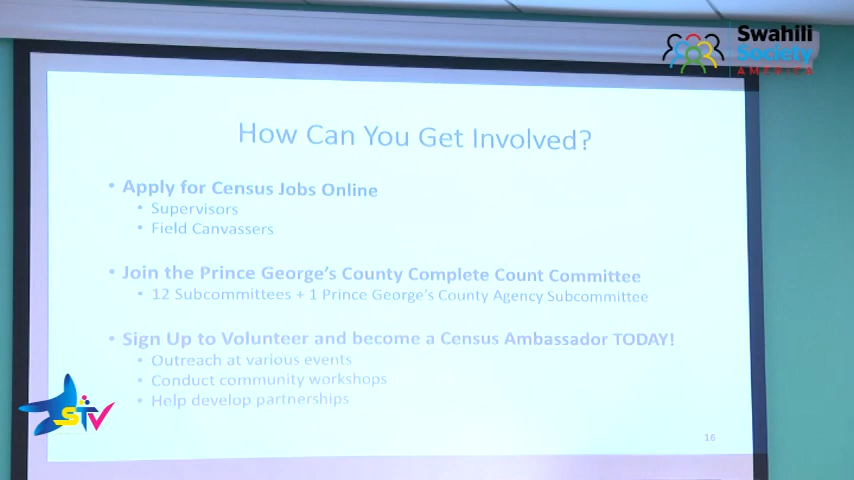 Swahili
Society
AMERICA
How Can You Get Involved?
• Apply for Census Jobs Online
• Supervisors
• Field Canvassers
• Join the Prince George's County Complete Count Committee
• 12 Subcommittees + 1 Prince George's County Agency Subcommittee
• Sign Up to Volunteer and become a Census Ambassador TODAY!
• Outreach at various events
• Conduct community workshops
• Help develop partnerships
STV
16